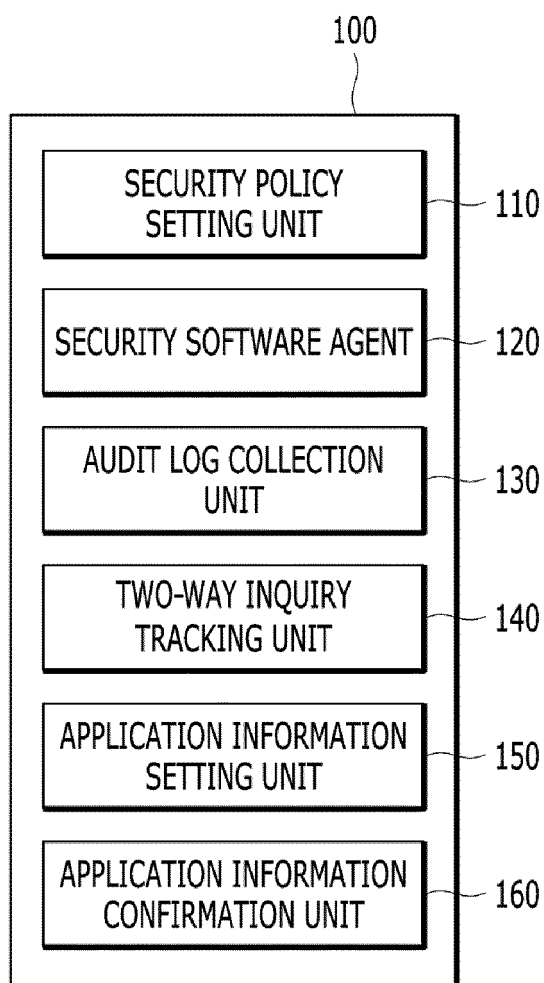 100
SECURITY POLICY
SETTING UNIT
110
SECURITY SOFTWARE AGENT
120
AUDIT LOG COLLECTION
UNIT
130
TWO-WAY INQUIRY
TRACKING UNIT
140
APPLICATION INFORMATION
SETTING UNIT
150
APPLICATION INFORMATION
CONFIRMATION UNIT
160